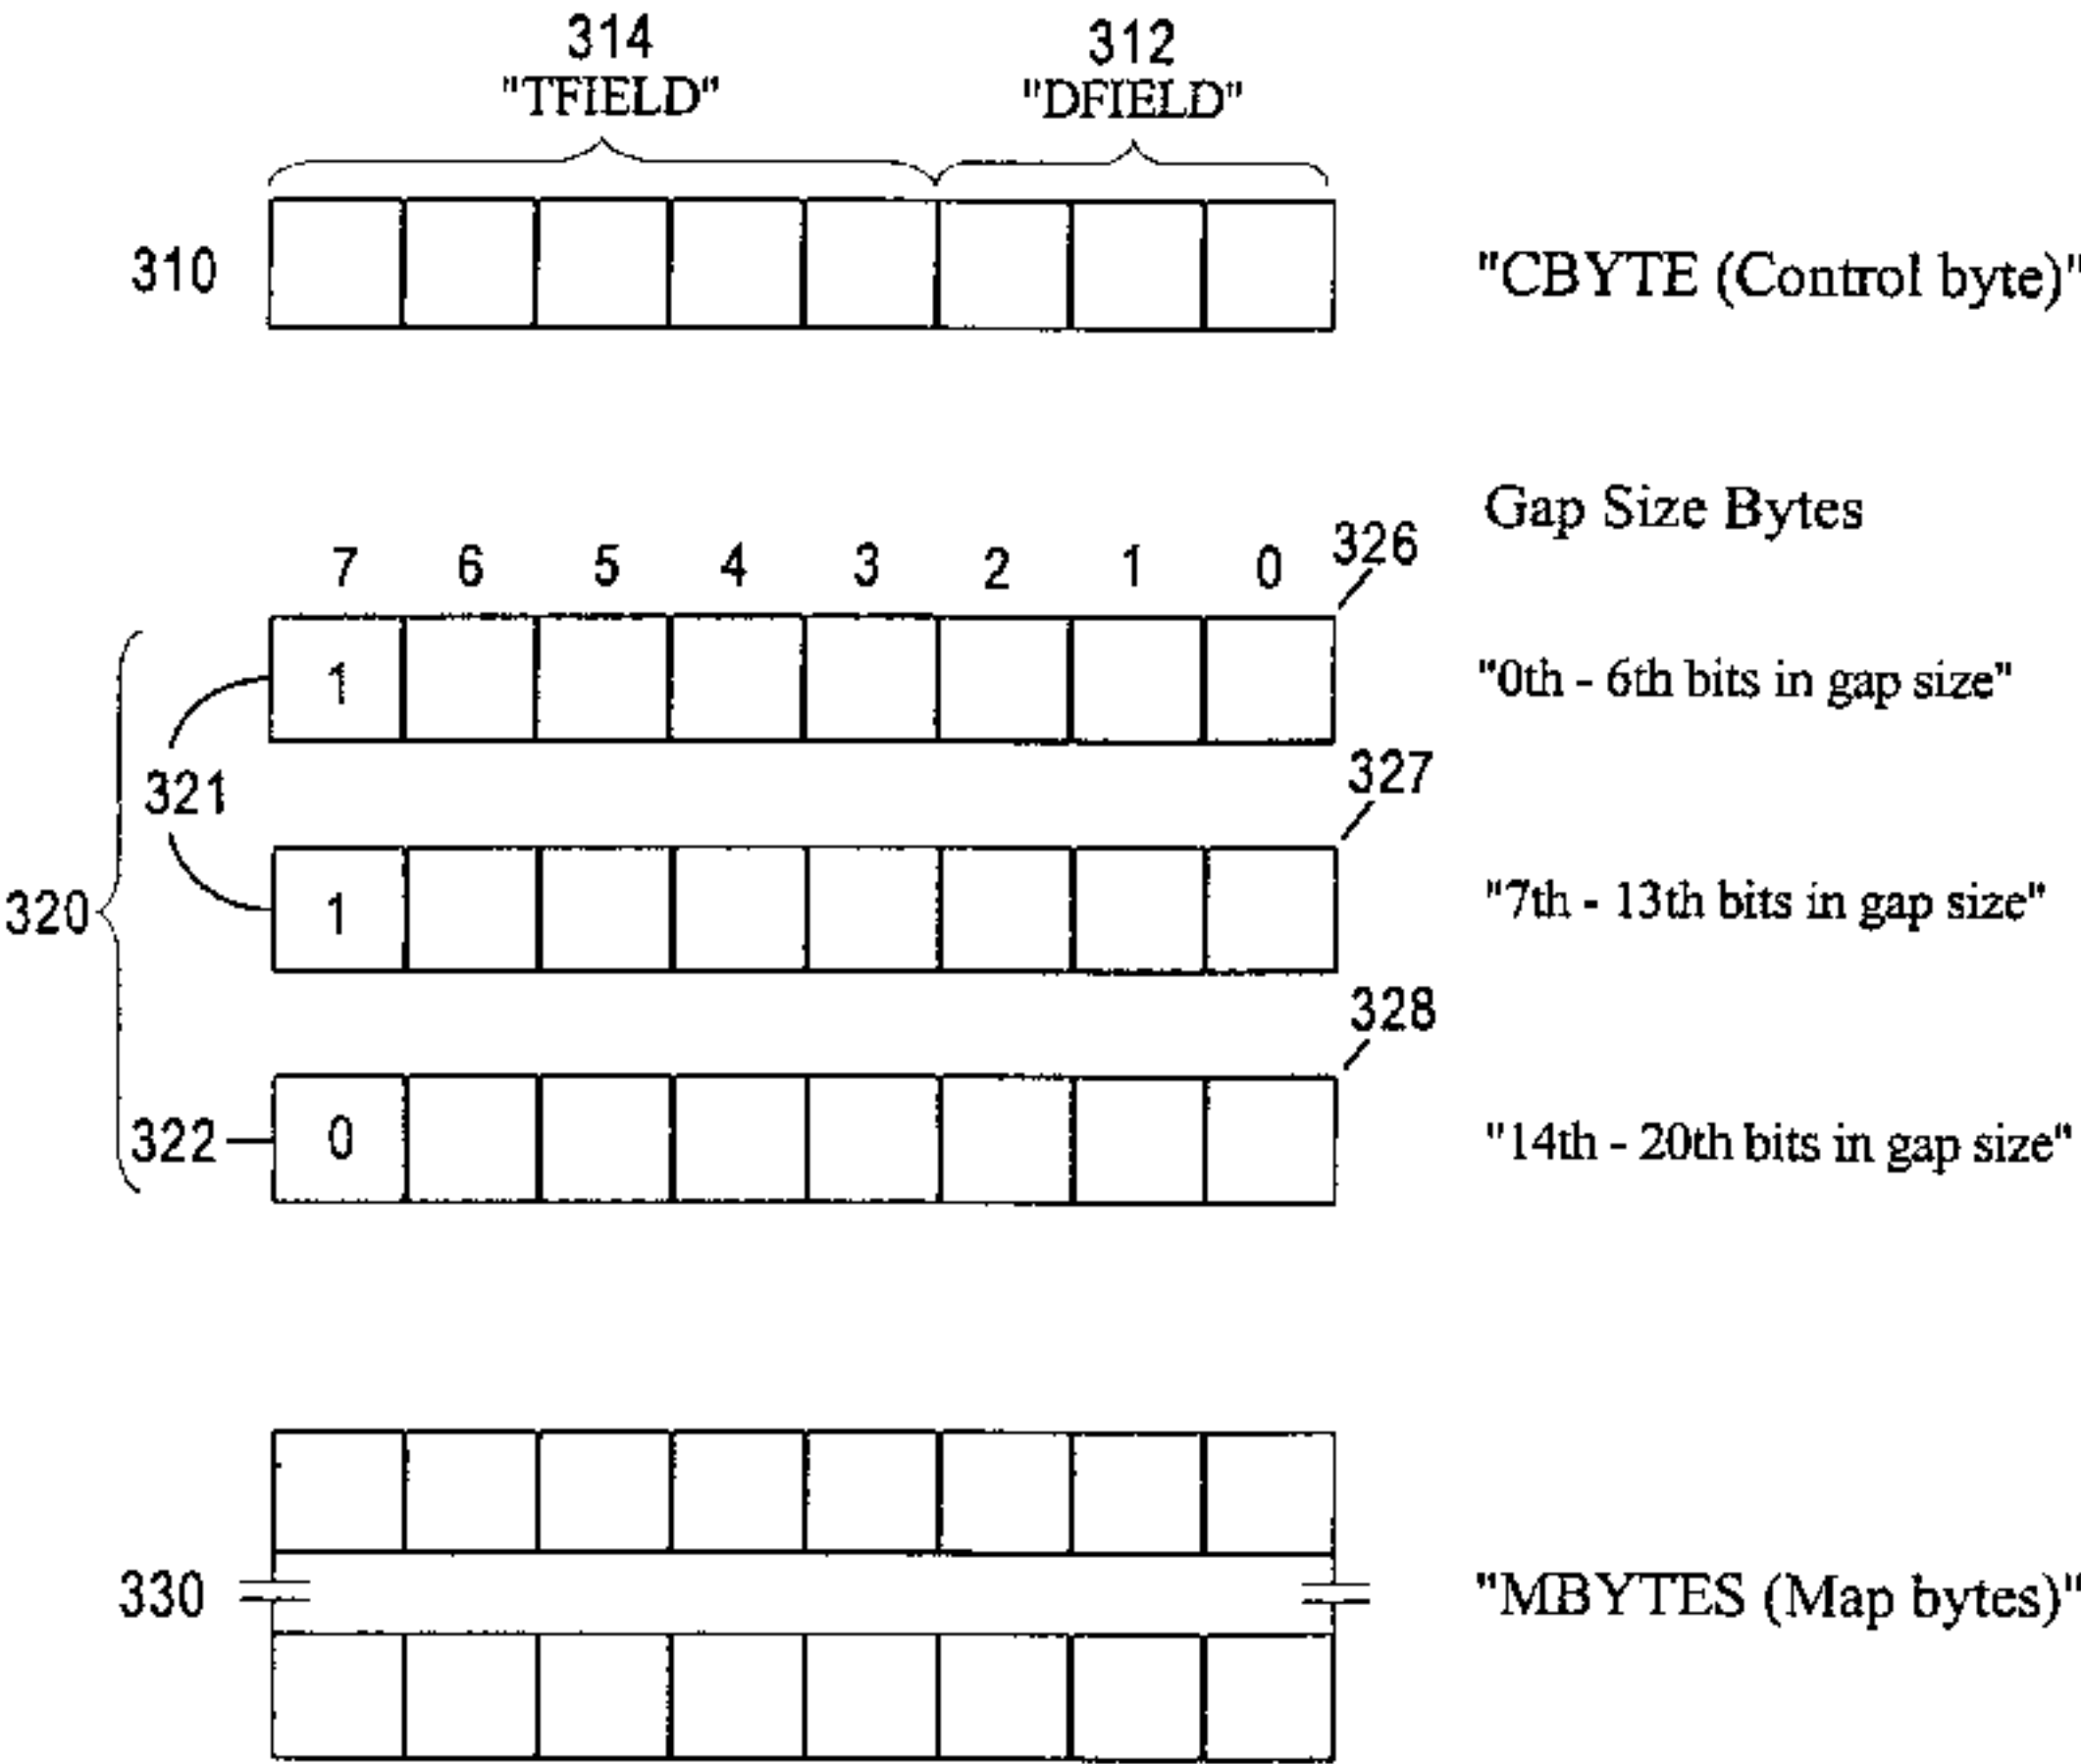 314 312
"TFIELD" "DFIELD"
310 "CBYTE (Control byte)"
Gap Size Bytes
7 6 5 4 3 2 1 0 326
1 "0th - 6th bits in gap size"
321 327
320 1 "7th - 13th bits in gap size"
328
322 0 "14th - 20th bits in gap size"
330 "MBYTES (Map bytes)"